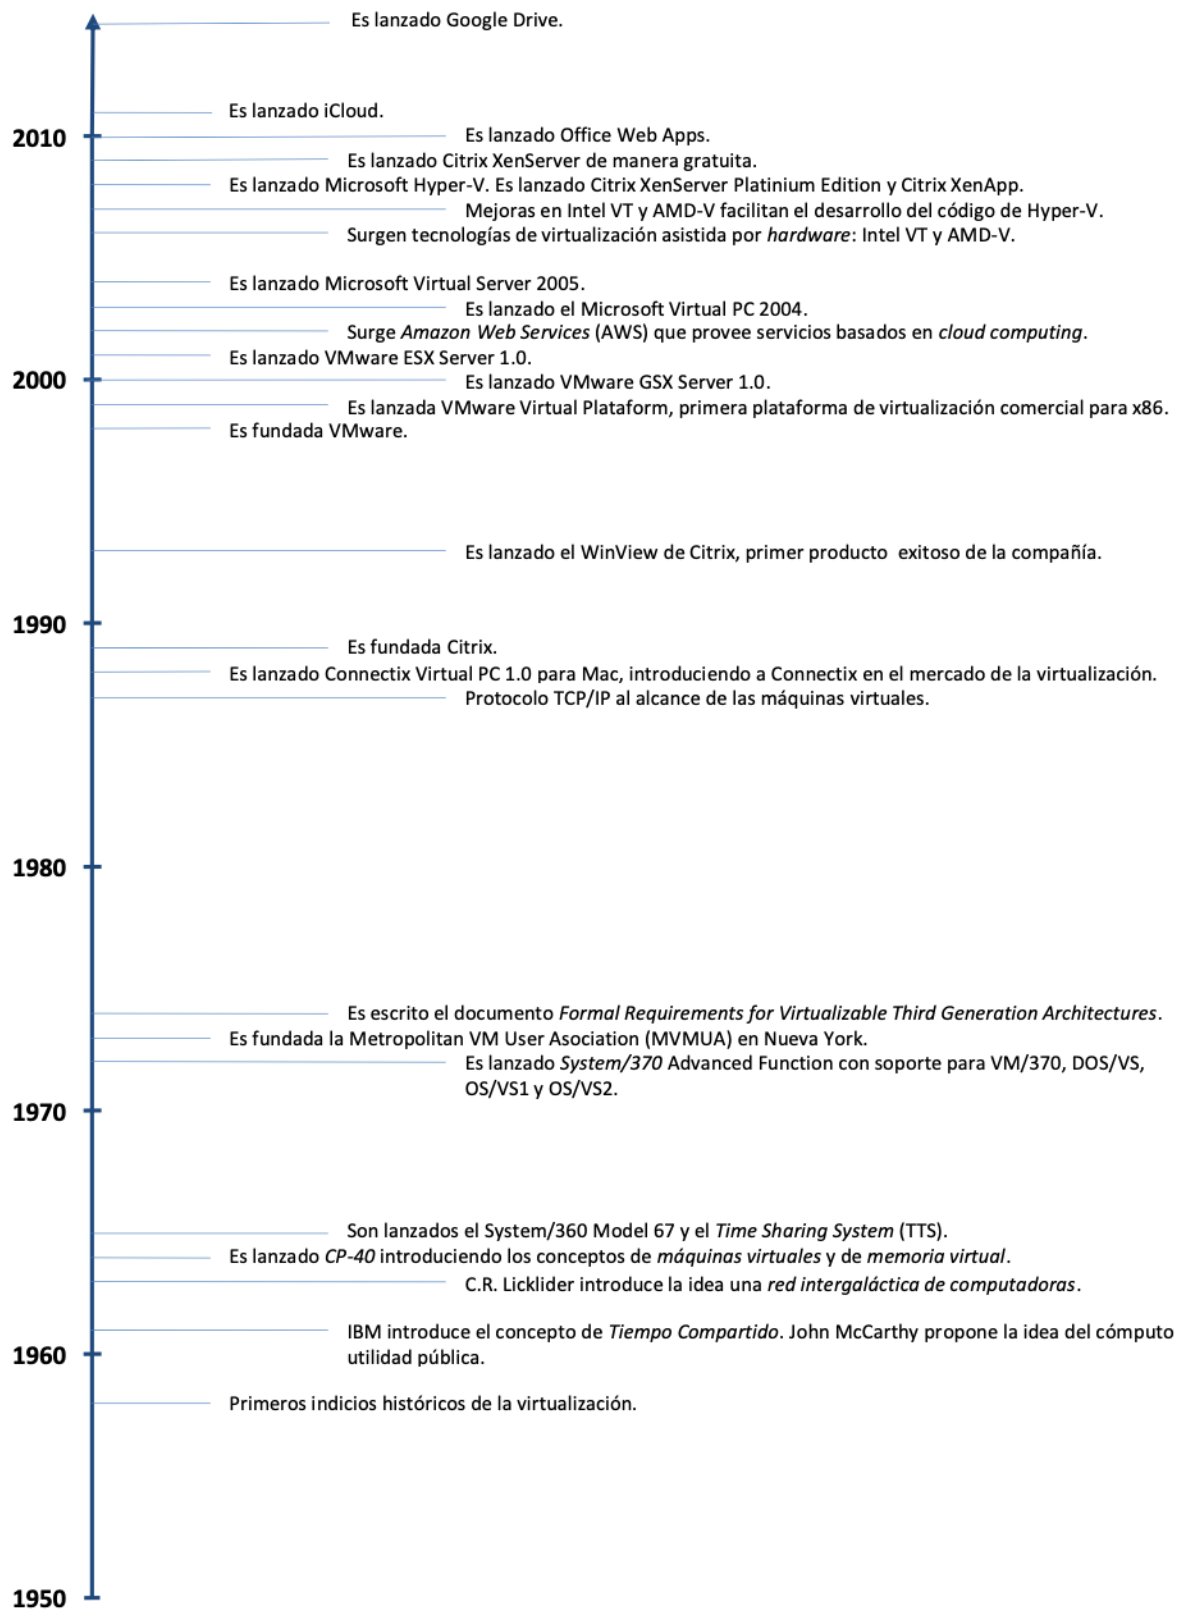 Es lanzado Google Drive.
Es lanzado iCloud.
2010
Es lanzado Office Web Apps.
Es lanzado Citrix XenServer de manera gratuita.
Es lanzado Microsoft Hyper-V. Es lanzado Citrix XenServer Platinium Edition y Citrix XenApp.
Mejoras en Intel VT y AMD-V facilitan el desarrollo del código de Hyper-V.
Surgen tecnologías de virtualización asistida por hardware: Intel VT y AMD-V.
Es lanzado Microsoft Virtual Server 2005.
Es lanzado el Microsoft Virtual PC 2004.
Surge Amazon Web Services (AWS) que provee servicios basados en cloud computing.
Es lanzado VMware ESX Server 1.0.
2000
Es lanzado VMware GSX Server 1.0.
Es lanzada VMware Virtual Plataform, primera plataforma de virtualización comercial para x86.
Es fundada VMware.
Es lanzado el WinView de Citrix, primer producto exitoso de la compañía.
1990
Es fundada Citrix.
Es lanzado Connectix Virtual PC 1.0 para Mac, introduciendo a Connectix en el mercado de la virtualización.
Protocolo TCP/IP al alcance de las máquinas virtuales.
1980
Es escrito el documento Formal Requirements for Virtualizable Third Generation Architectures.
Es fundada la Metropolitan VM User Asociation (MVMUA) en Nueva York.
Es lanzado System/370 Advanced Function con soporte para VM/370, DOS/VS,
OS/VS1 y OS/VS2.
1970
Son lanzados el System/360 Model 67 y el Time Sharing System (TTS).
Es lanzado CP-40 introduciendo los conceptos de máquinas virtuales y de memoria virtual.
C.R. Licklider introduce la idea una red intergaláctica de computadoras.
IBM introduce el concepto de Tiempo Compartido. John McCarthy propone la idea del cómputo
utilidad pública.
1960
Primeros indicios históricos de la virtualización.
1950